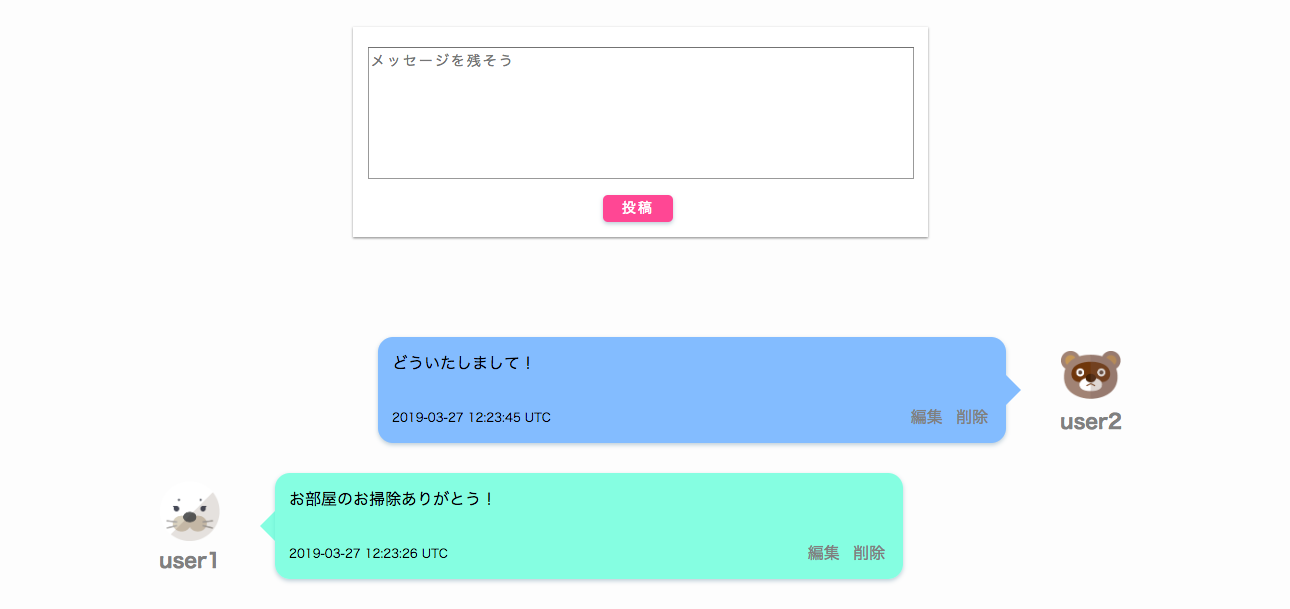 メッセージを残そう
投稿
どういたしまして！
2019-03-27 12:23:45 UTC
編集 削除
user2
お部屋のお掃除ありがとう！
2019-03-27 12:23:26 UTC
編集 削除
user1